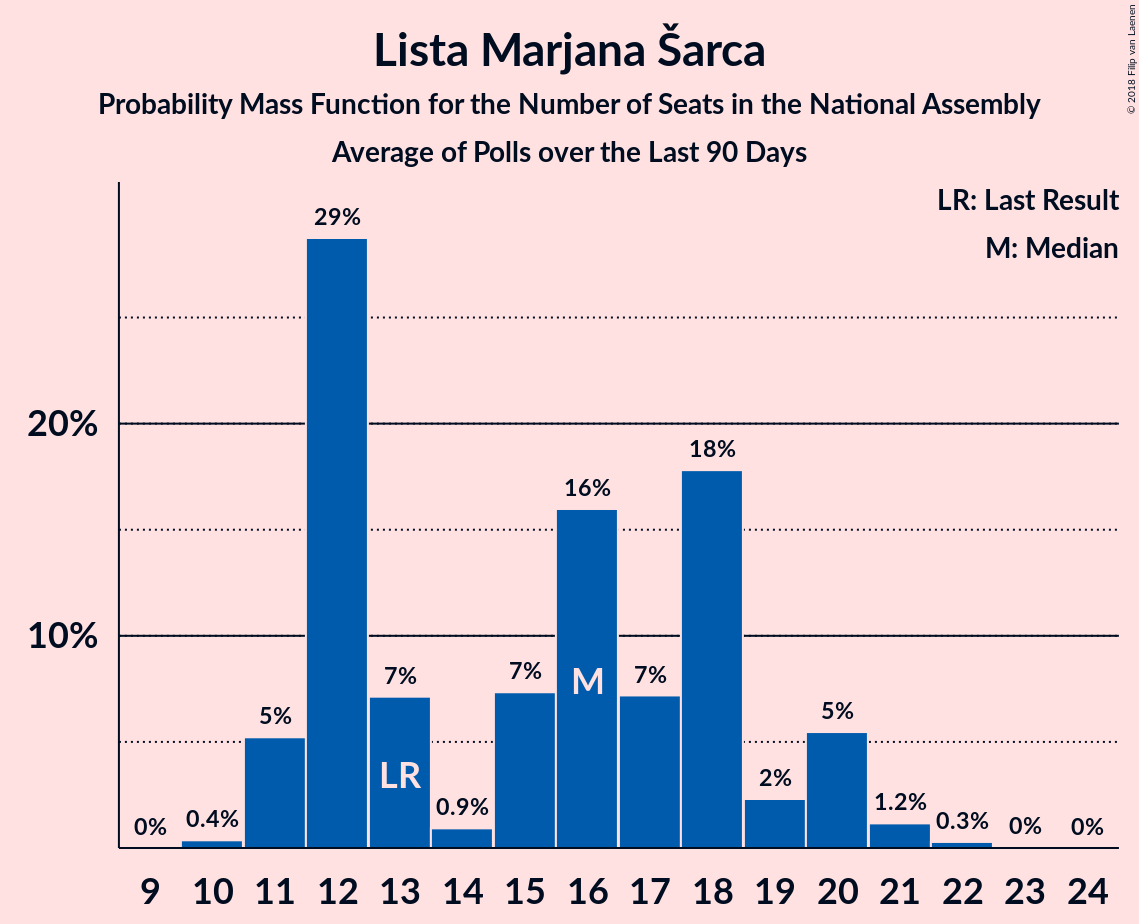 Lista Marjana Šarca
Probability Mass Function for the Number of Seats in the National Assembly
Average of Polls over the Last 90 Days
© 2018 Filip van Laenen
LR: Last Result
M: Median
29%
20%
18%
16%
10%
7%
7%
7%
M
5%
5%
LR
2%
0%
0.4%
0.9%
1.2%
0.3%
0%
0%
9 10 11 12 13 14 15 16 17 18 19 20 21 22 23 24